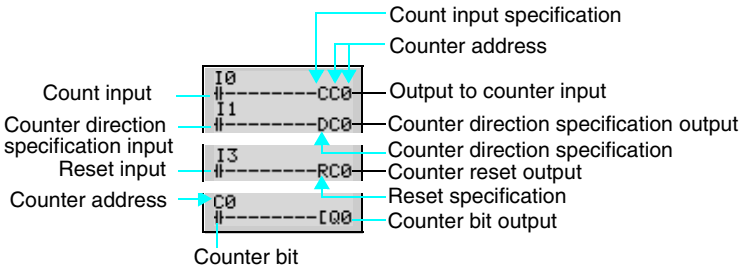 Count input specification
Counter address
I0
Count input
CC0
Output to counter input
I1
Counter direction
specification input
DC0
Counter direction specification output
Counter direction specification
Reset input
I3
RC0
Counter reset output
Reset specification
Counter address
C0
[Q0
Counter bit output
Counter bit